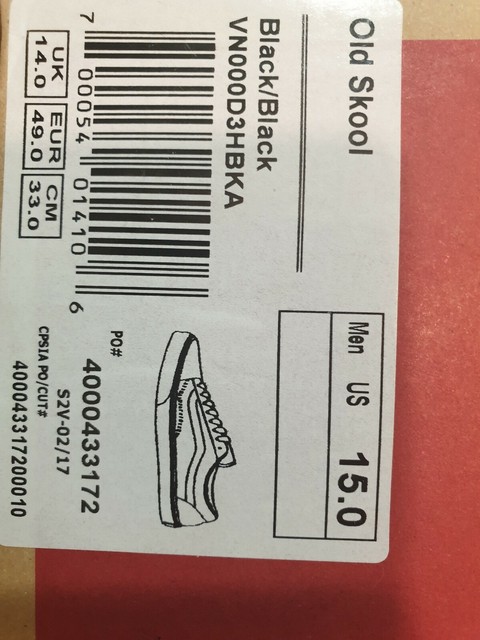 Old Skool
Black/Black
VN000D3HBKA
7 00054 01410 6
UK EUR CM
14.0 49.0 33.0
Men US 15.0
PO# 4000433172
S2V-02/17
CPSIA PO/CUT#
400043317200010